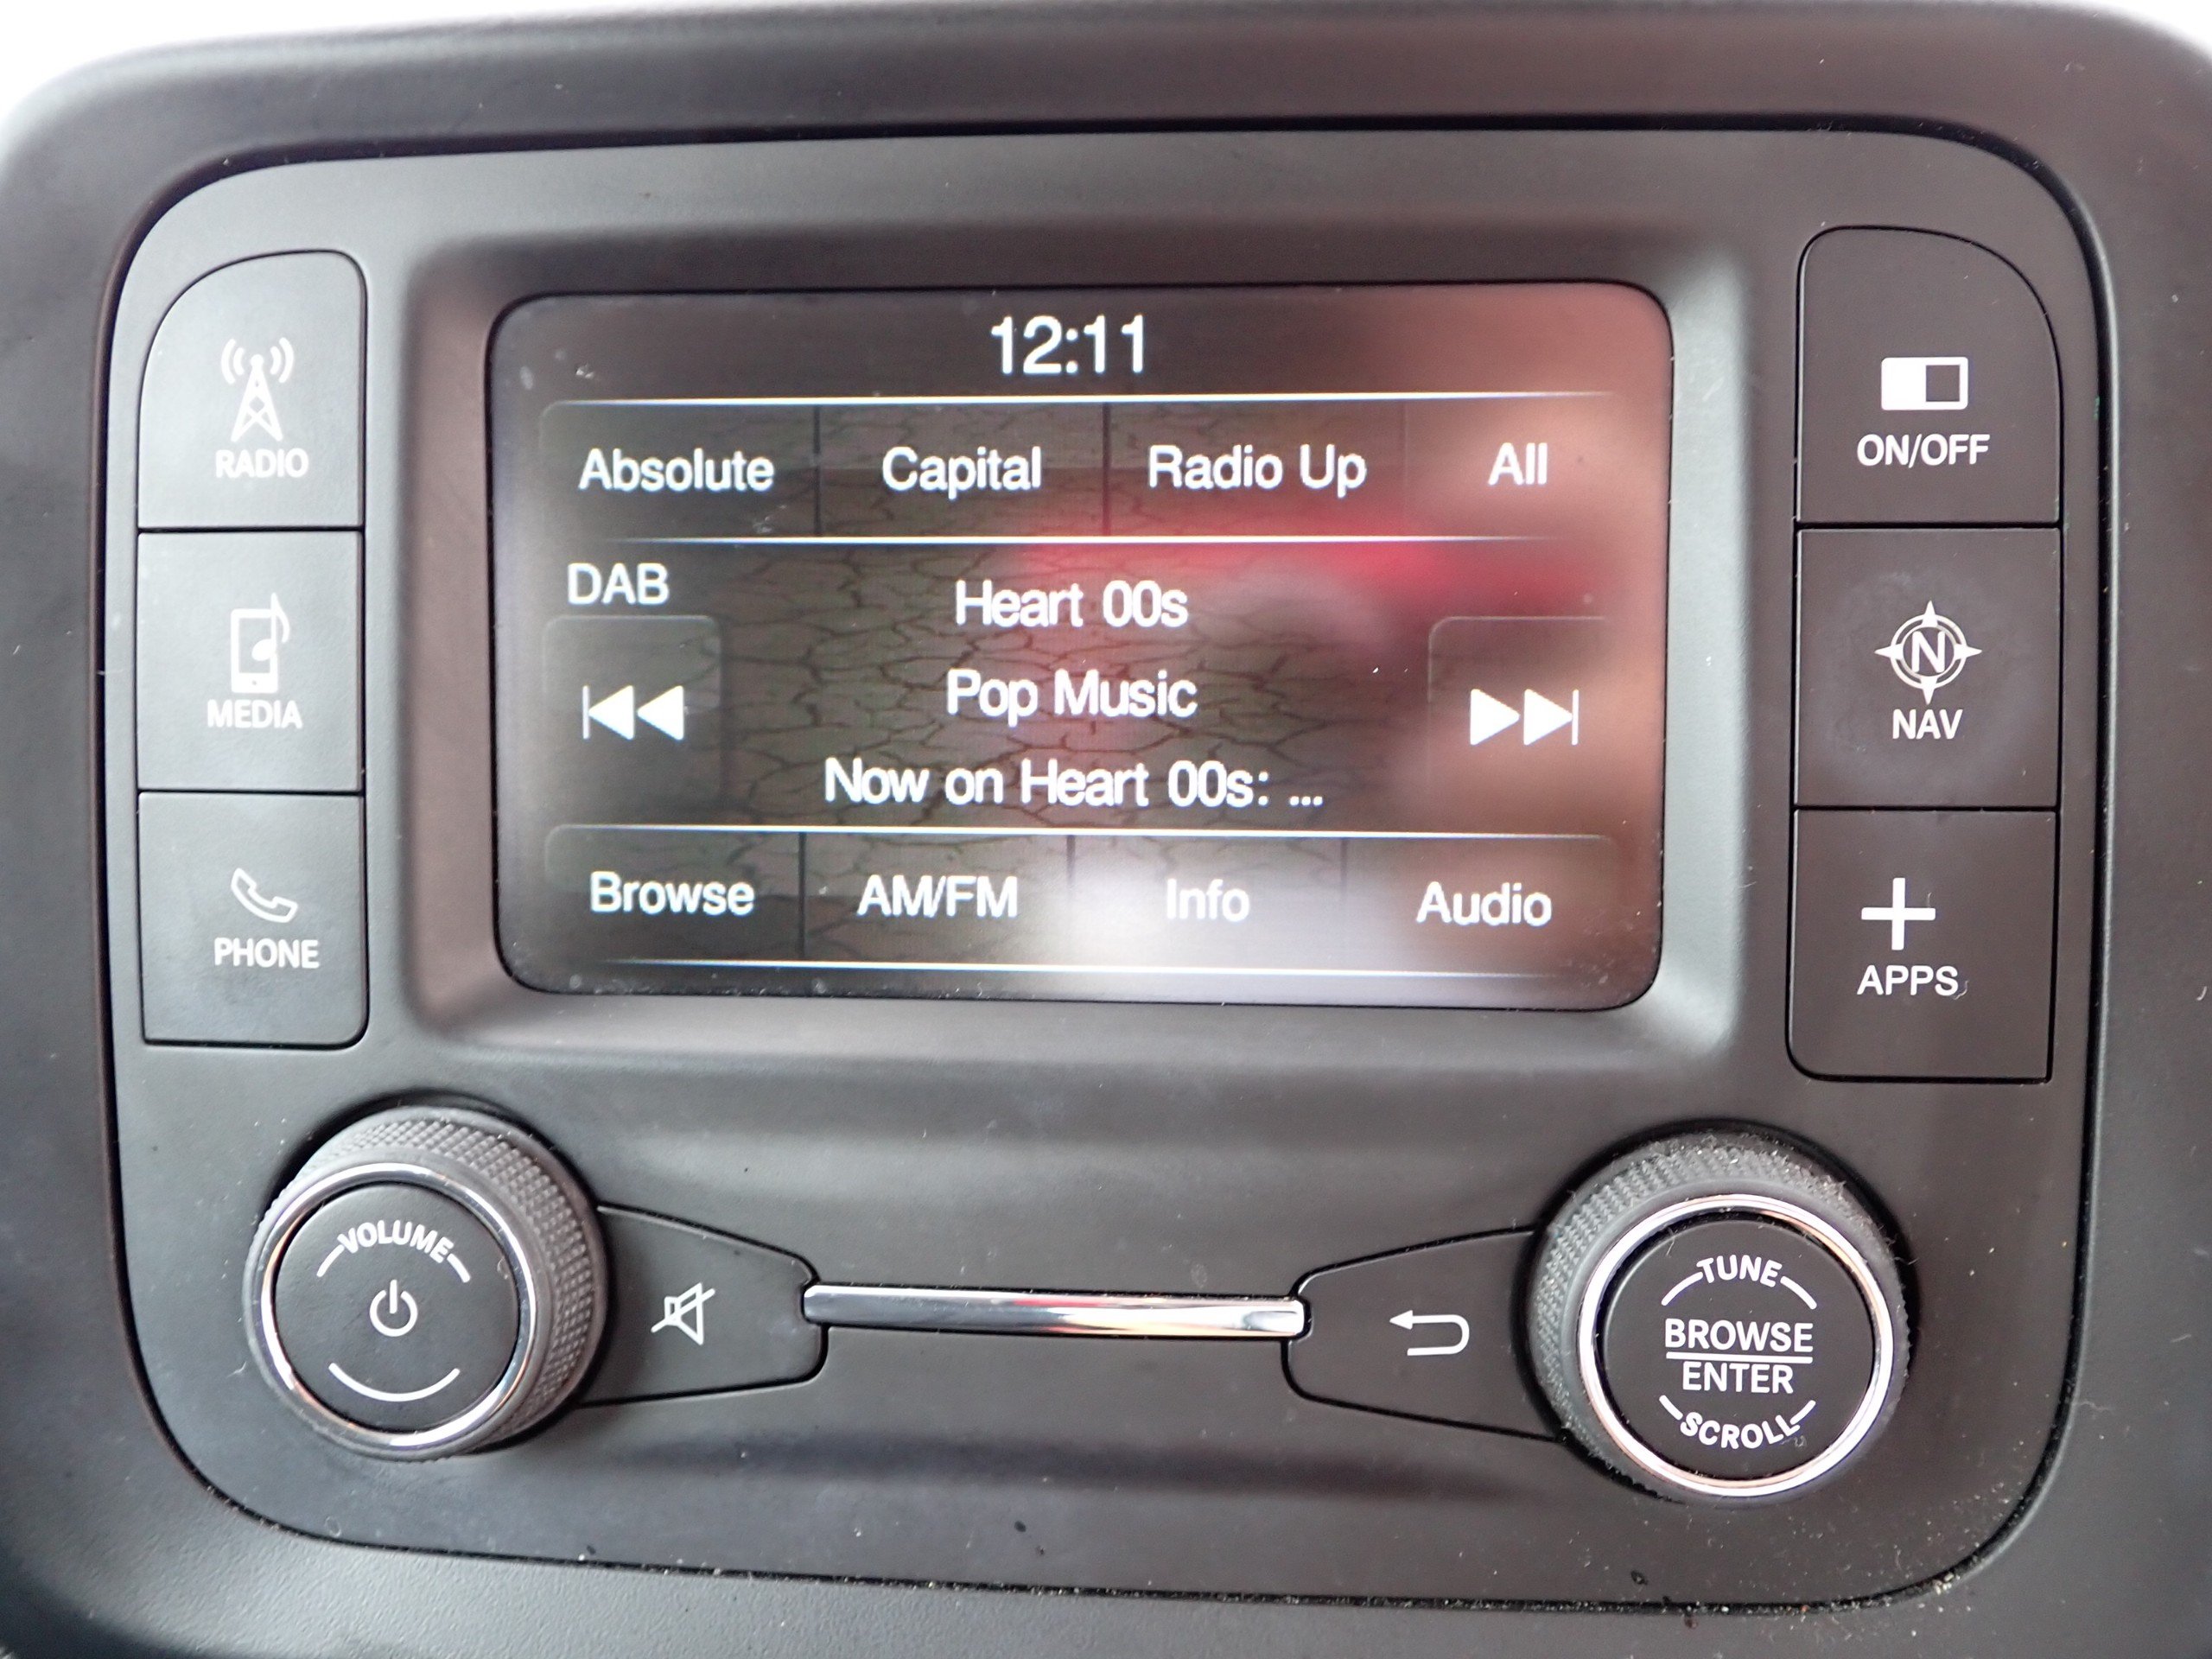 12:11
RADIO
Absolute Capital Radio Up All
ON/OFF
DAB
Heart 00s
MEDIA
Pop Music
N
NAV
Now on Heart 00s: ...
Browse AM/FM Info Audio
PHONE
APPS
VOLUME
TUNE
BROWSE
ENTER
SCROLL